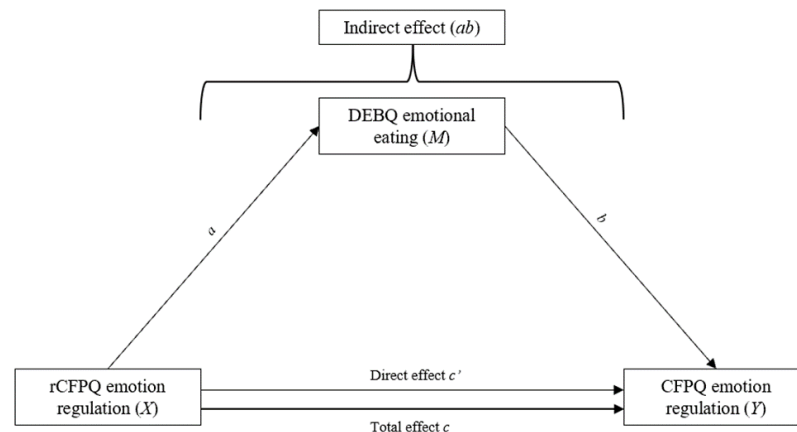 Indirect effect (ab)
DEBQ emotional
eating (M)
a
b
rCFPQ emotion
regulation (X)
Direct effect c'
Total effect c
CFPQ emotion
regulation (Y)